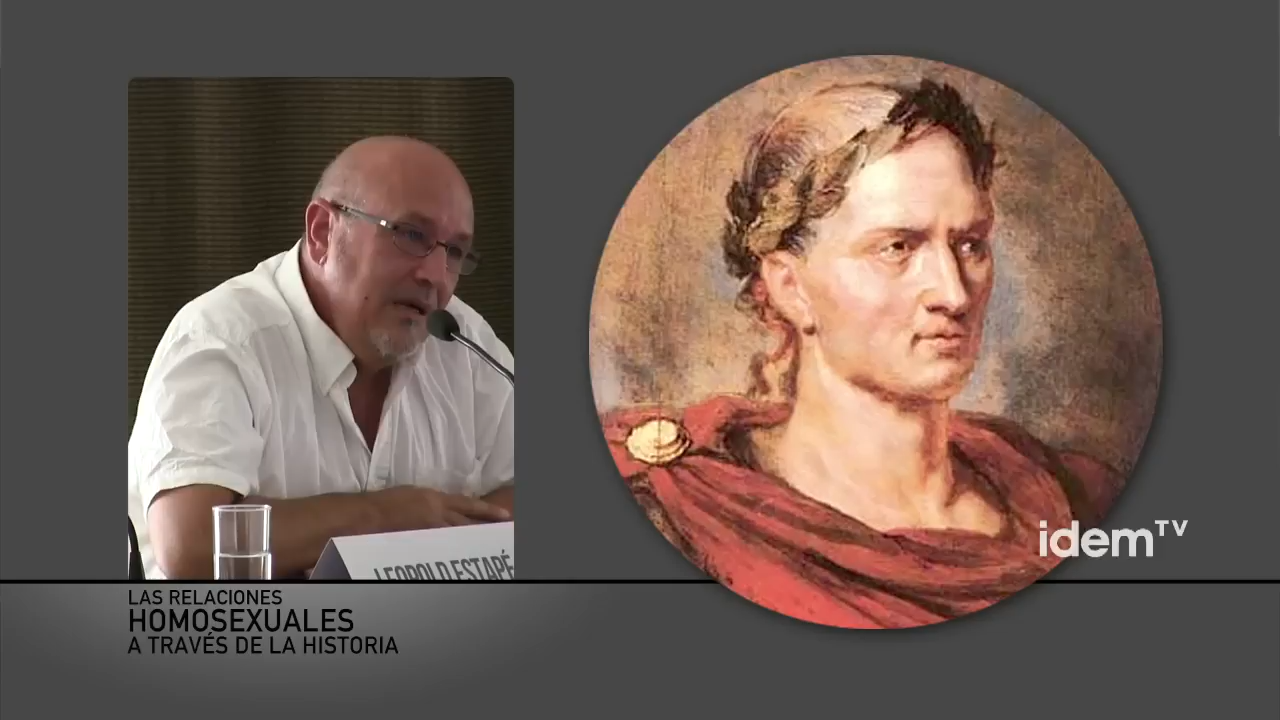 LEOPOLD ESTAPÉ
idemTV
LAS RELACIONES
HOMOSEXUALES
A TRAVÉS DE LA HISTORIA